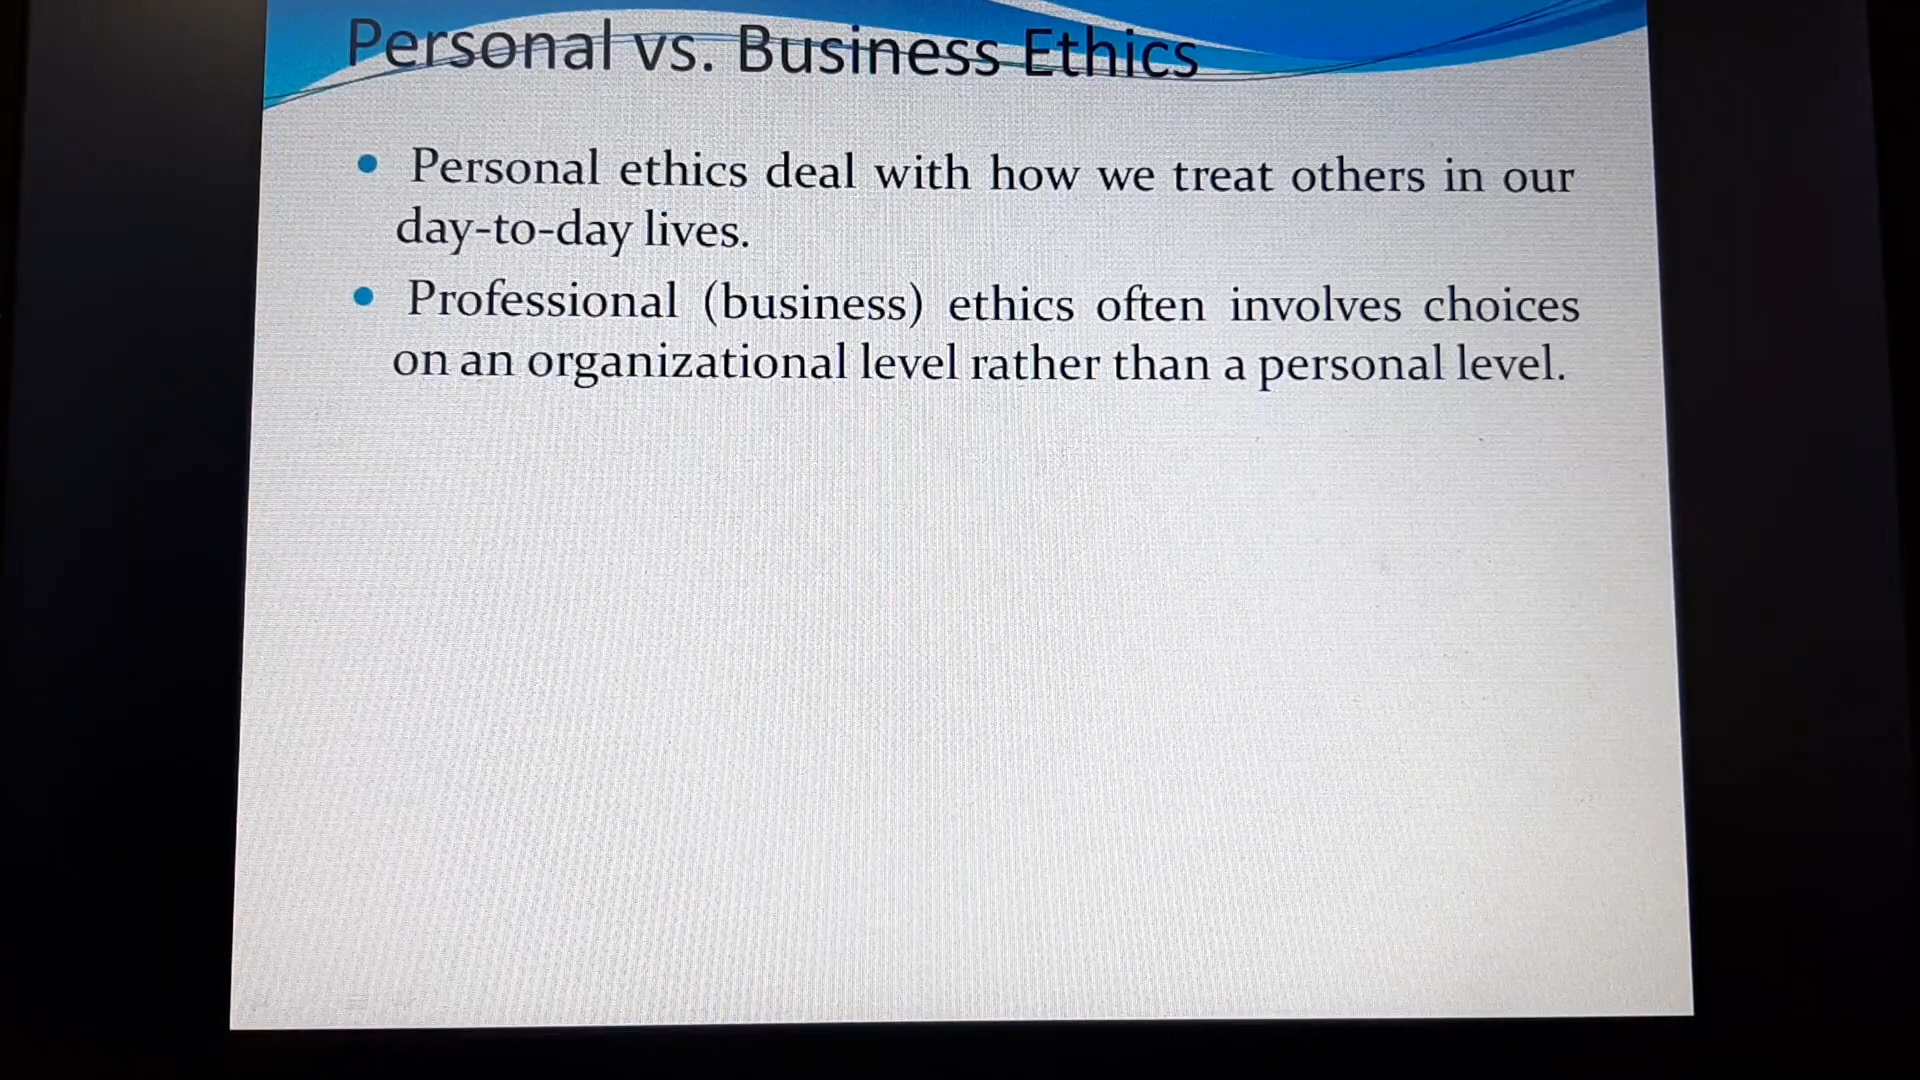 Personal vs. Business Ethics
• Personal ethics deal with how we treat others in our
day-to-day lives.
• Professional (business) ethics often involves choices
on an organizational level rather than a personal level.